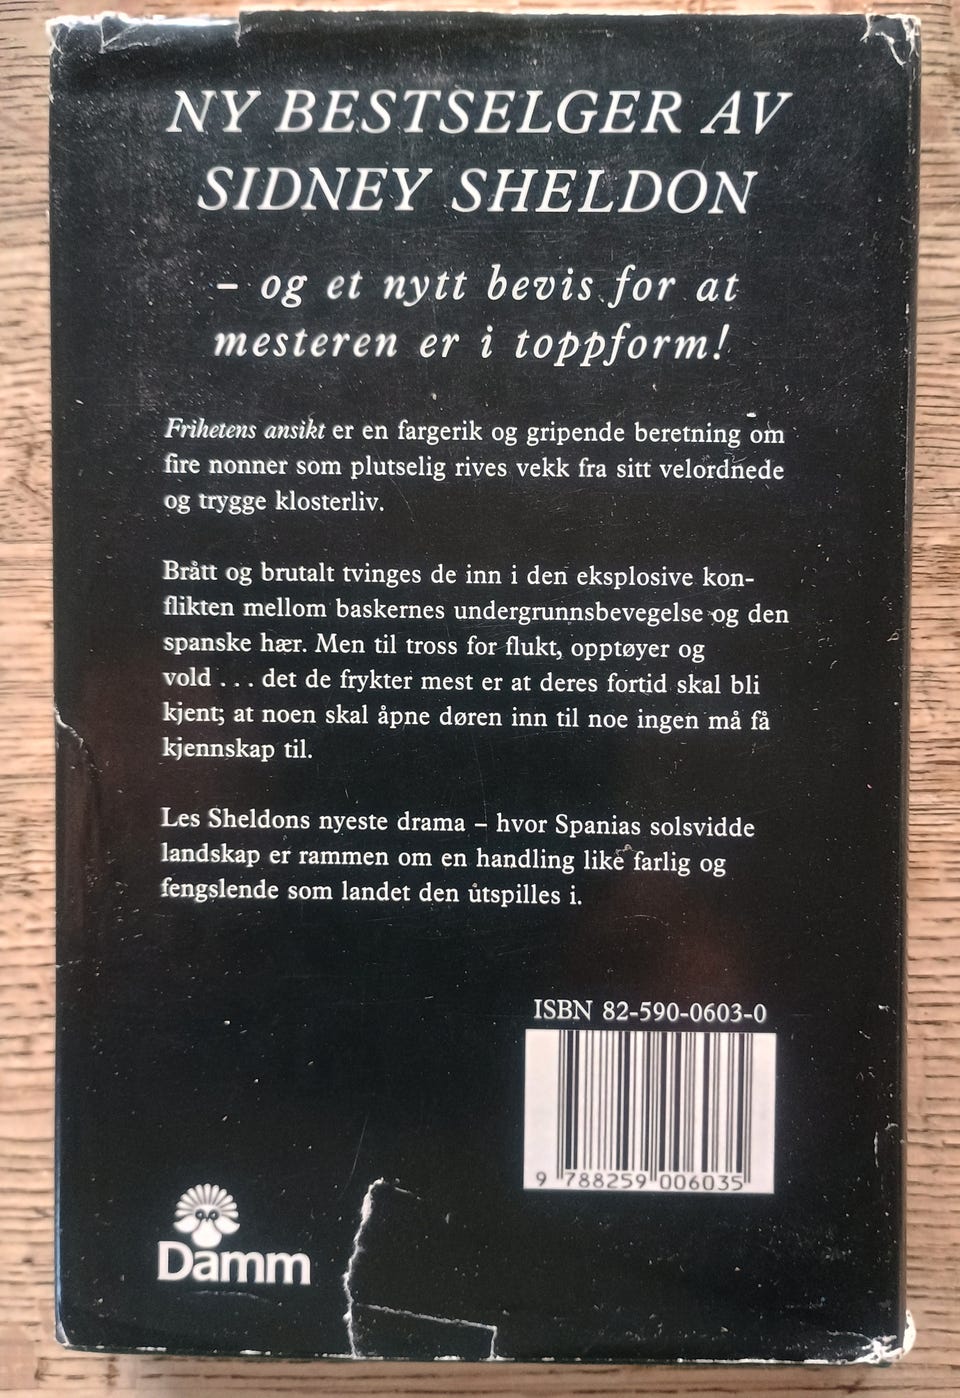 NY BESTSELGER AV
SIDNEY SHELDON
– og et nytt bevis for at
mesteren er i toppform!
Frihetens ansikt er en fargerik og gripende beretning om
fire nonner som plutselig rives vekk fra sitt velordnede
og trygge klosterliv.
Brått og brutalt tvinges de inn i den eksplosive kon-
flikten mellom baskernes undergrunnsbevegelse og den
spanske hær. Men til tross for flukt, opptøyer og
vold . . . det de frykter mest er at deres fortid skal bli
kjent; at noen skal åpne døren inn til noe ingen må få
kjennskap til.
Les Sheldons nyeste drama – hvor Spanias solsvidde
landskap er rammen om en handling like farlig og
fengslende som landet den utspilles i.
ISBN 82-590-0603-0
9 788259 006035
Damm